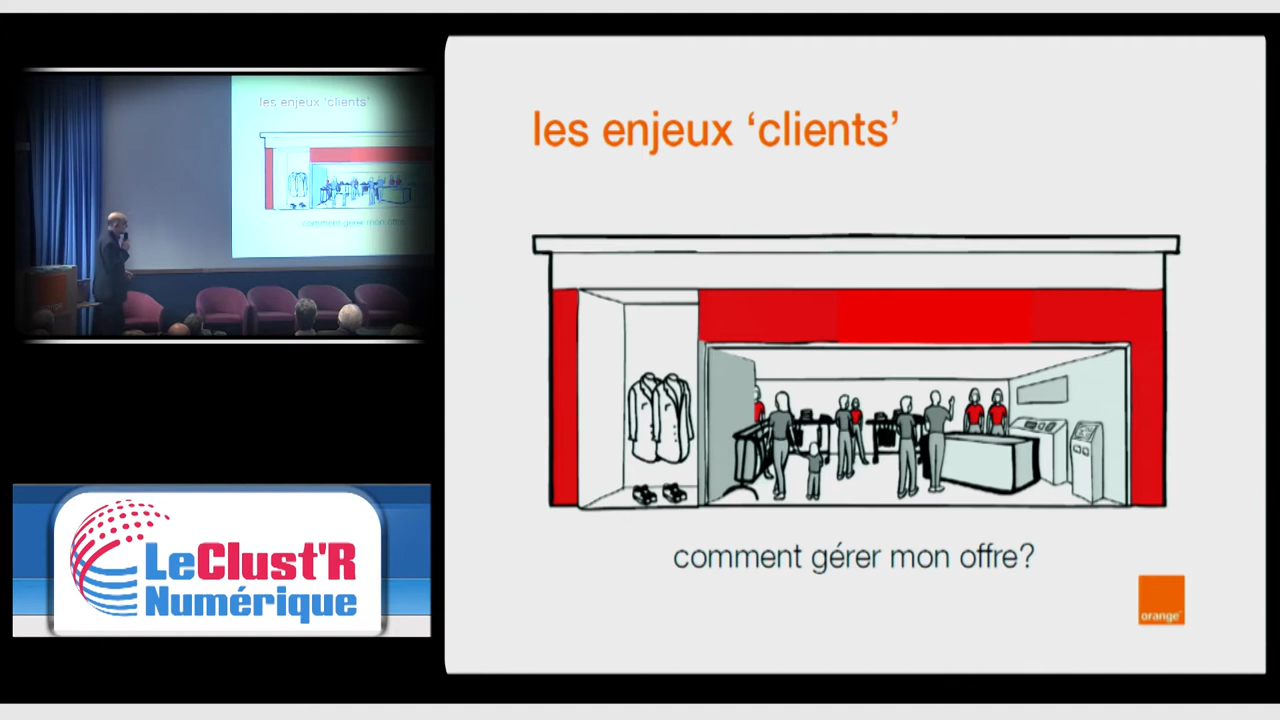 les enjeux 'clients'
comment gérer mon offre
les enjeux ‘clients’
comment gérer mon offre?
orange
LeClust'R
Numérique